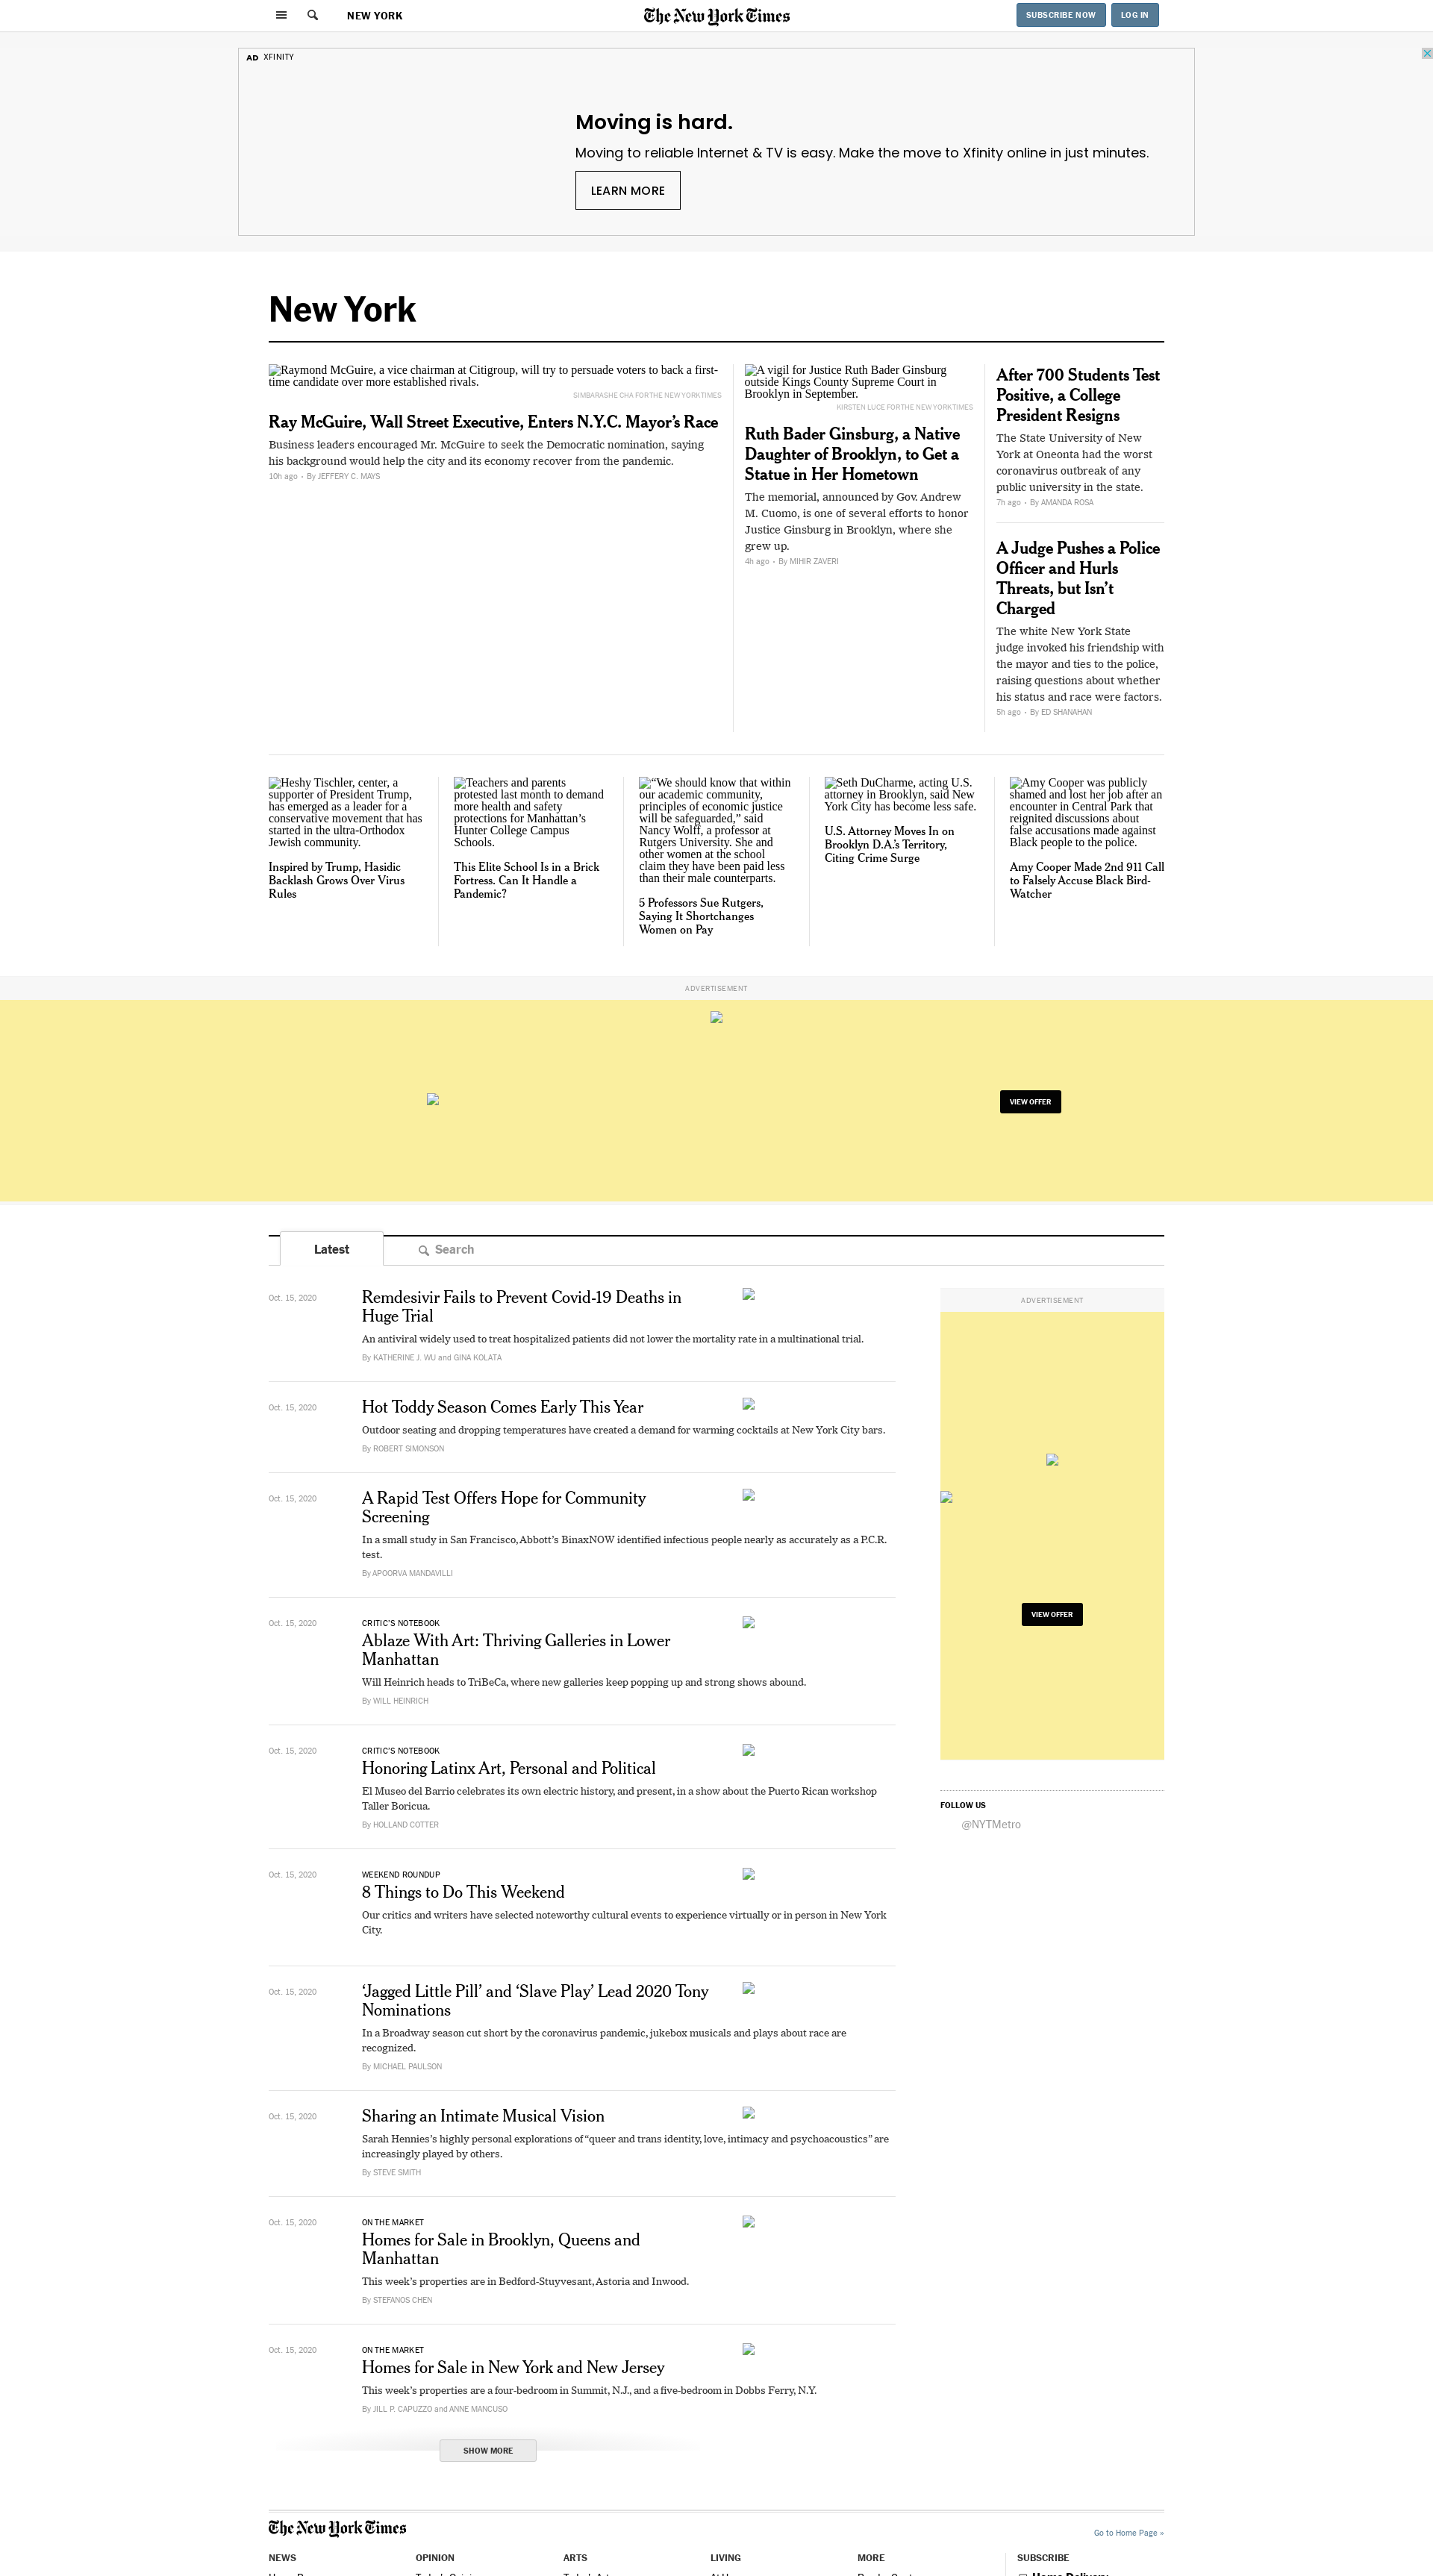 NEW YORK
The New York Times
SUBSCRIBE NOW
LOG IN
AD XFINITY
Moving is hard.
Moving to reliable Internet & TV is easy. Make the move to Xfinity online in just minutes.
LEARN MORE
New York
Raymond McGuire, a vice chairman at Citigroup, will try to persuade voters to back a first-
time candidate over more established rivals.
SIMBARASHE CHA FOR THE NEW YORK TIMES
Ray McGuire, Wall Street Executive, Enters N.Y.C. Mayor’s Race
Business leaders encouraged Mr. McGuire to seek the Democratic nomination, saying
his background would help the city and its economy recover from the pandemic.
10h ago • By JEFFERY C. MAYS
A vigil for Justice Ruth Bader Ginsburg
outside Kings County Supreme Court in
Brooklyn in September.
KIRSTEN LUCE FOR THE NEW YORK TIMES
Ruth Bader Ginsburg, a Native
Daughter of Brooklyn, to Get a
Statue in Her Hometown
The memorial, announced by Gov. Andrew
M. Cuomo, is one of several efforts to honor
Justice Ginsburg in Brooklyn, where she
grew up.
4h ago • By MIHIR ZAVERI
After 700 Students Test
Positive, a College
President Resigns
The State University of New
York at Oneonta had the worst
coronavirus outbreak of any
public university in the state.
7h ago • By AMANDA ROSA
A Judge Pushes a Police
Officer and Hurls
Threats, but Isn’t
Charged
The white New York State
judge invoked his friendship with
the mayor and ties to the police,
raising questions about whether
his status and race were factors.
5h ago • By ED SHANAHAN
Heshy Tischler, center, a
supporter of President Trump,
has emerged as a leader for a
conservative movement that has
started in the ultra-Orthodox
Jewish community.
Inspired by Trump, Hasidic
Backlash Grows Over Virus
Rules
Teachers and parents
protested last month to demand
more health and safety
protections for Manhattan’s
Hunter College Campus
Schools.
This Elite School Is in a Brick
Fortress. Can It Handle a
Pandemic?
“We should know that within
our academic community,
principles of economic justice
will be safeguarded,” said
Nancy Wolff, a professor at
Rutgers University. She and
other women at the school
claim they have been paid less
than their male counterparts.
5 Professors Sue Rutgers,
Saying It Shortchanges
Women on Pay
Seth DuCharme, acting U.S.
attorney in Brooklyn, said New
York City has become less safe.
U.S. Attorney Moves In on
Brooklyn D.A.’s Territory,
Citing Crime Surge
Amy Cooper was publicly
shamed and lost her job after an
encounter in Central Park that
reignited discussions about
false accusations made against
Black people to the police.
Amy Cooper Made 2nd 911 Call
to Falsely Accuse Black Bird-
Watcher
ADVERTISEMENT
VIEW OFFER
Latest
Search
Oct. 15, 2020
Remdesivir Fails to Prevent Covid-19 Deaths in
Huge Trial
An antiviral widely used to treat hospitalized patients did not lower the mortality rate in a multinational trial.
By KATHERINE J. WU and GINA KOLATA
Oct. 15, 2020
Hot Toddy Season Comes Early This Year
Outdoor seating and dropping temperatures have created a demand for warming cocktails at New York City bars.
By ROBERT SIMONSON
Oct. 15, 2020
A Rapid Test Offers Hope for Community
Screening
In a small study in San Francisco, Abbott’s BinaxNOW identified infectious people nearly as accurately as a P.C.R.
test.
By APOORVA MANDAVILLI
Oct. 15, 2020
CRITIC’S NOTEBOOK
Ablaze With Art: Thriving Galleries in Lower
Manhattan
Will Heinrich heads to TriBeCa, where new galleries keep popping up and strong shows abound.
By WILL HEINRICH
Oct. 15, 2020
CRITIC’S NOTEBOOK
Honoring Latinx Art, Personal and Political
El Museo del Barrio celebrates its own electric history, and present, in a show about the Puerto Rican workshop
Taller Boricua.
By HOLLAND COTTER
Oct. 15, 2020
WEEKEND ROUNDUP
8 Things to Do This Weekend
Our critics and writers have selected noteworthy cultural events to experience virtually or in person in New York
City.
Oct. 15, 2020
‘Jagged Little Pill’ and ‘Slave Play’ Lead 2020 Tony
Nominations
In a Broadway season cut short by the coronavirus pandemic, jukebox musicals and plays about race are
recognized.
By MICHAEL PAULSON
Oct. 15, 2020
Sharing an Intimate Musical Vision
Sarah Hennies’s highly personal explorations of “queer and trans identity, love, intimacy and psychoacoustics” are
increasingly played by others.
By STEVE SMITH
Oct. 15, 2020
ON THE MARKET
Homes for Sale in Brooklyn, Queens and
Manhattan
This week’s properties are in Bedford-Stuyvesant, Astoria and Inwood.
By STEFANOS CHEN
Oct. 15, 2020
ON THE MARKET
Homes for Sale in New York and New Jersey
This week’s properties are a four-bedroom in Summit, N.J., and a five-bedroom in Dobbs Ferry, N.Y.
By JILL P. CAPUZZO and ANNE MANCUSO
SHOW MORE
ADVERTISEMENT
VIEW OFFER
FOLLOW US
@NYTMetro
The New York Times
Go to Home Page »
NEWS
OPINION
ARTS
LIVING
MORE
SUBSCRIBE